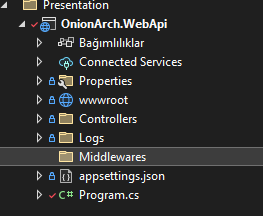 Presentation
OnionArch.WebApi
Bağımlılıklar
Connected Services
Properties
wwwroot
Controllers
Logs
Middlewares
appsettings.json
C# Program.cs